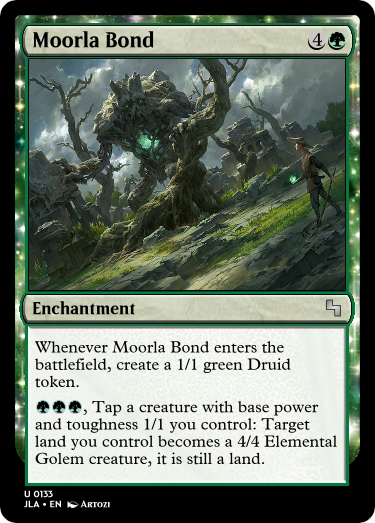 Moorla Bond 4
Enchantment
Whenever Moorla Bond enters the
battlefield, create a 1/1 green Druid
token.
, Tap a creature with base power
and toughness 1/1 you control: Target
land you control becomes a 4/4 Elemental
Golem creature, it is still a land.
U 0133
JLA • EN Artozi